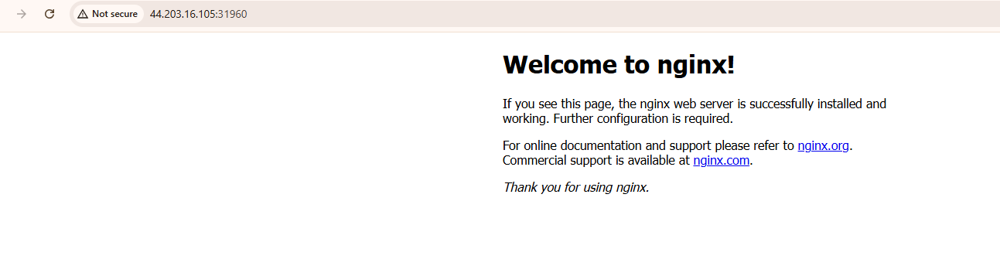 Not secure 44.203.16.105:31960
Welcome to nginx!
If you see this page, the nginx web server is successfully installed and
working. Further configuration is required.
For online documentation and support please refer to nginx.org.
Commercial support is available at nginx.com.
Thank you for using nginx.